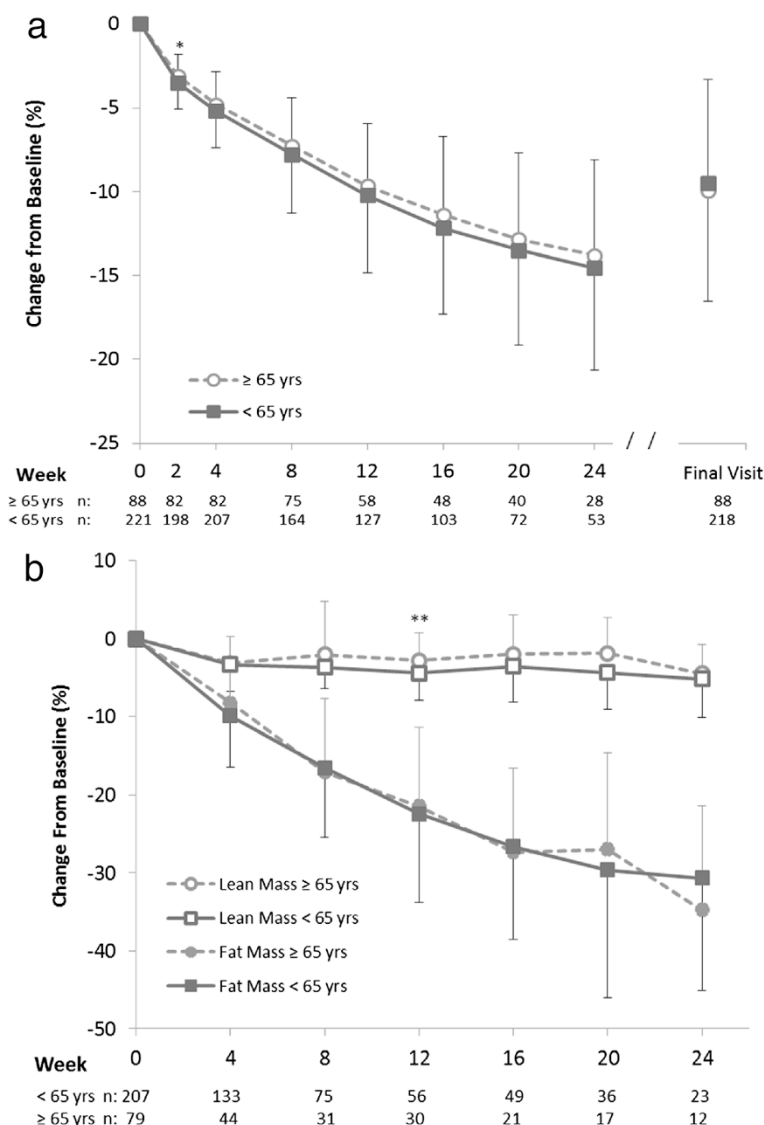 a
0
-5
-10
-15
-20
-25
Change from Baseline (%)
*
≥ 65 yrs
< 65 yrs
/ /
Week 0 2 4 8 12 16 20 24 Final Visit
≥ 65 yrs n: 88 82 82 75 58 48 40 28 88
< 65 yrs n: 221 198 207 164 127 103 72 53 218
b
10
0
-10
-20
-30
-40
-50
Change From Baseline (%)
**
Lean Mass ≥ 65 yrs
Lean Mass < 65 yrs
Fat Mass ≥ 65 yrs
Fat Mass < 65 yrs
Week 0 4 8 12 16 20 24
< 65 yrs n: 207 133 75 56 49 36 23
≥ 65 yrs n: 79 44 31 30 21 17 12